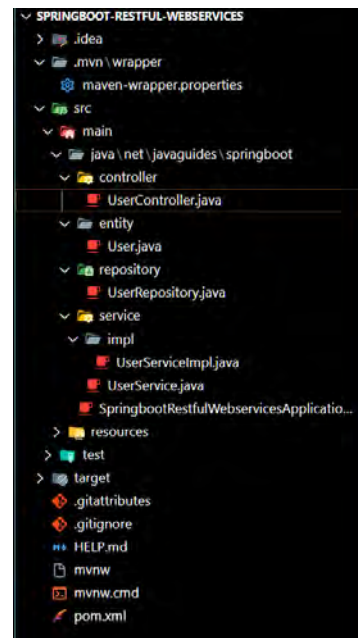 SPRINGBOOT-RESTFUL-WEBSERVICES
.idea
.mvn\wrapper
maven-wrapper.properties
src
main
java\net\javaguides\springboot
controller
UserController.java
entity
User.java
repository
UserRepository.java
service
impl
UserServiceImpl.java
UserService.java
SpringbootRestfulWebservicesApplicatio...
resources
test
target
.gitattributes
.gitignore
HELP.md
mvnw
mvnw.cmd
pom.xml